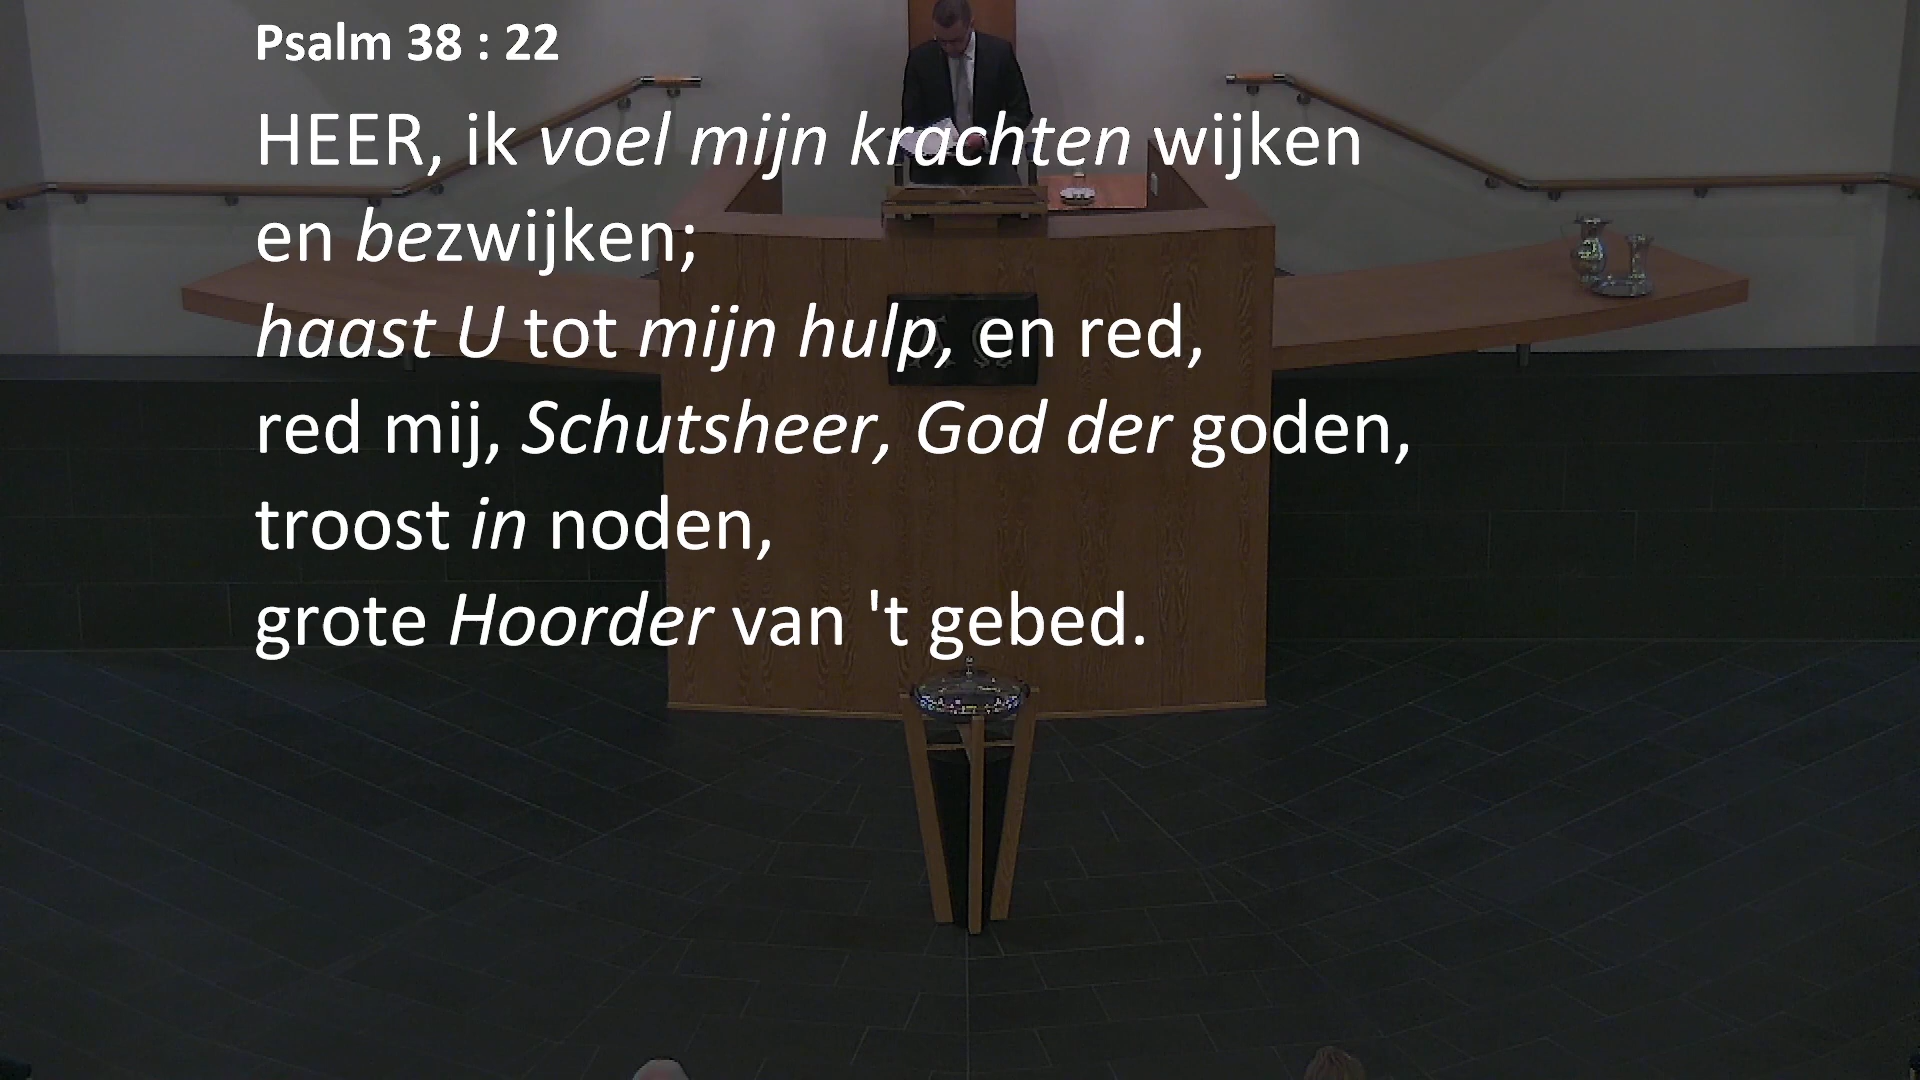 Psalm 38 : 22
HEER, ik voel mijn krachten wijken
en bezwijken;
haast U tot mijn hulp, en red,
red mij, Schutsheer, God der goden,
troost in noden,
grote Hoorder van 't gebed.
Α Ω